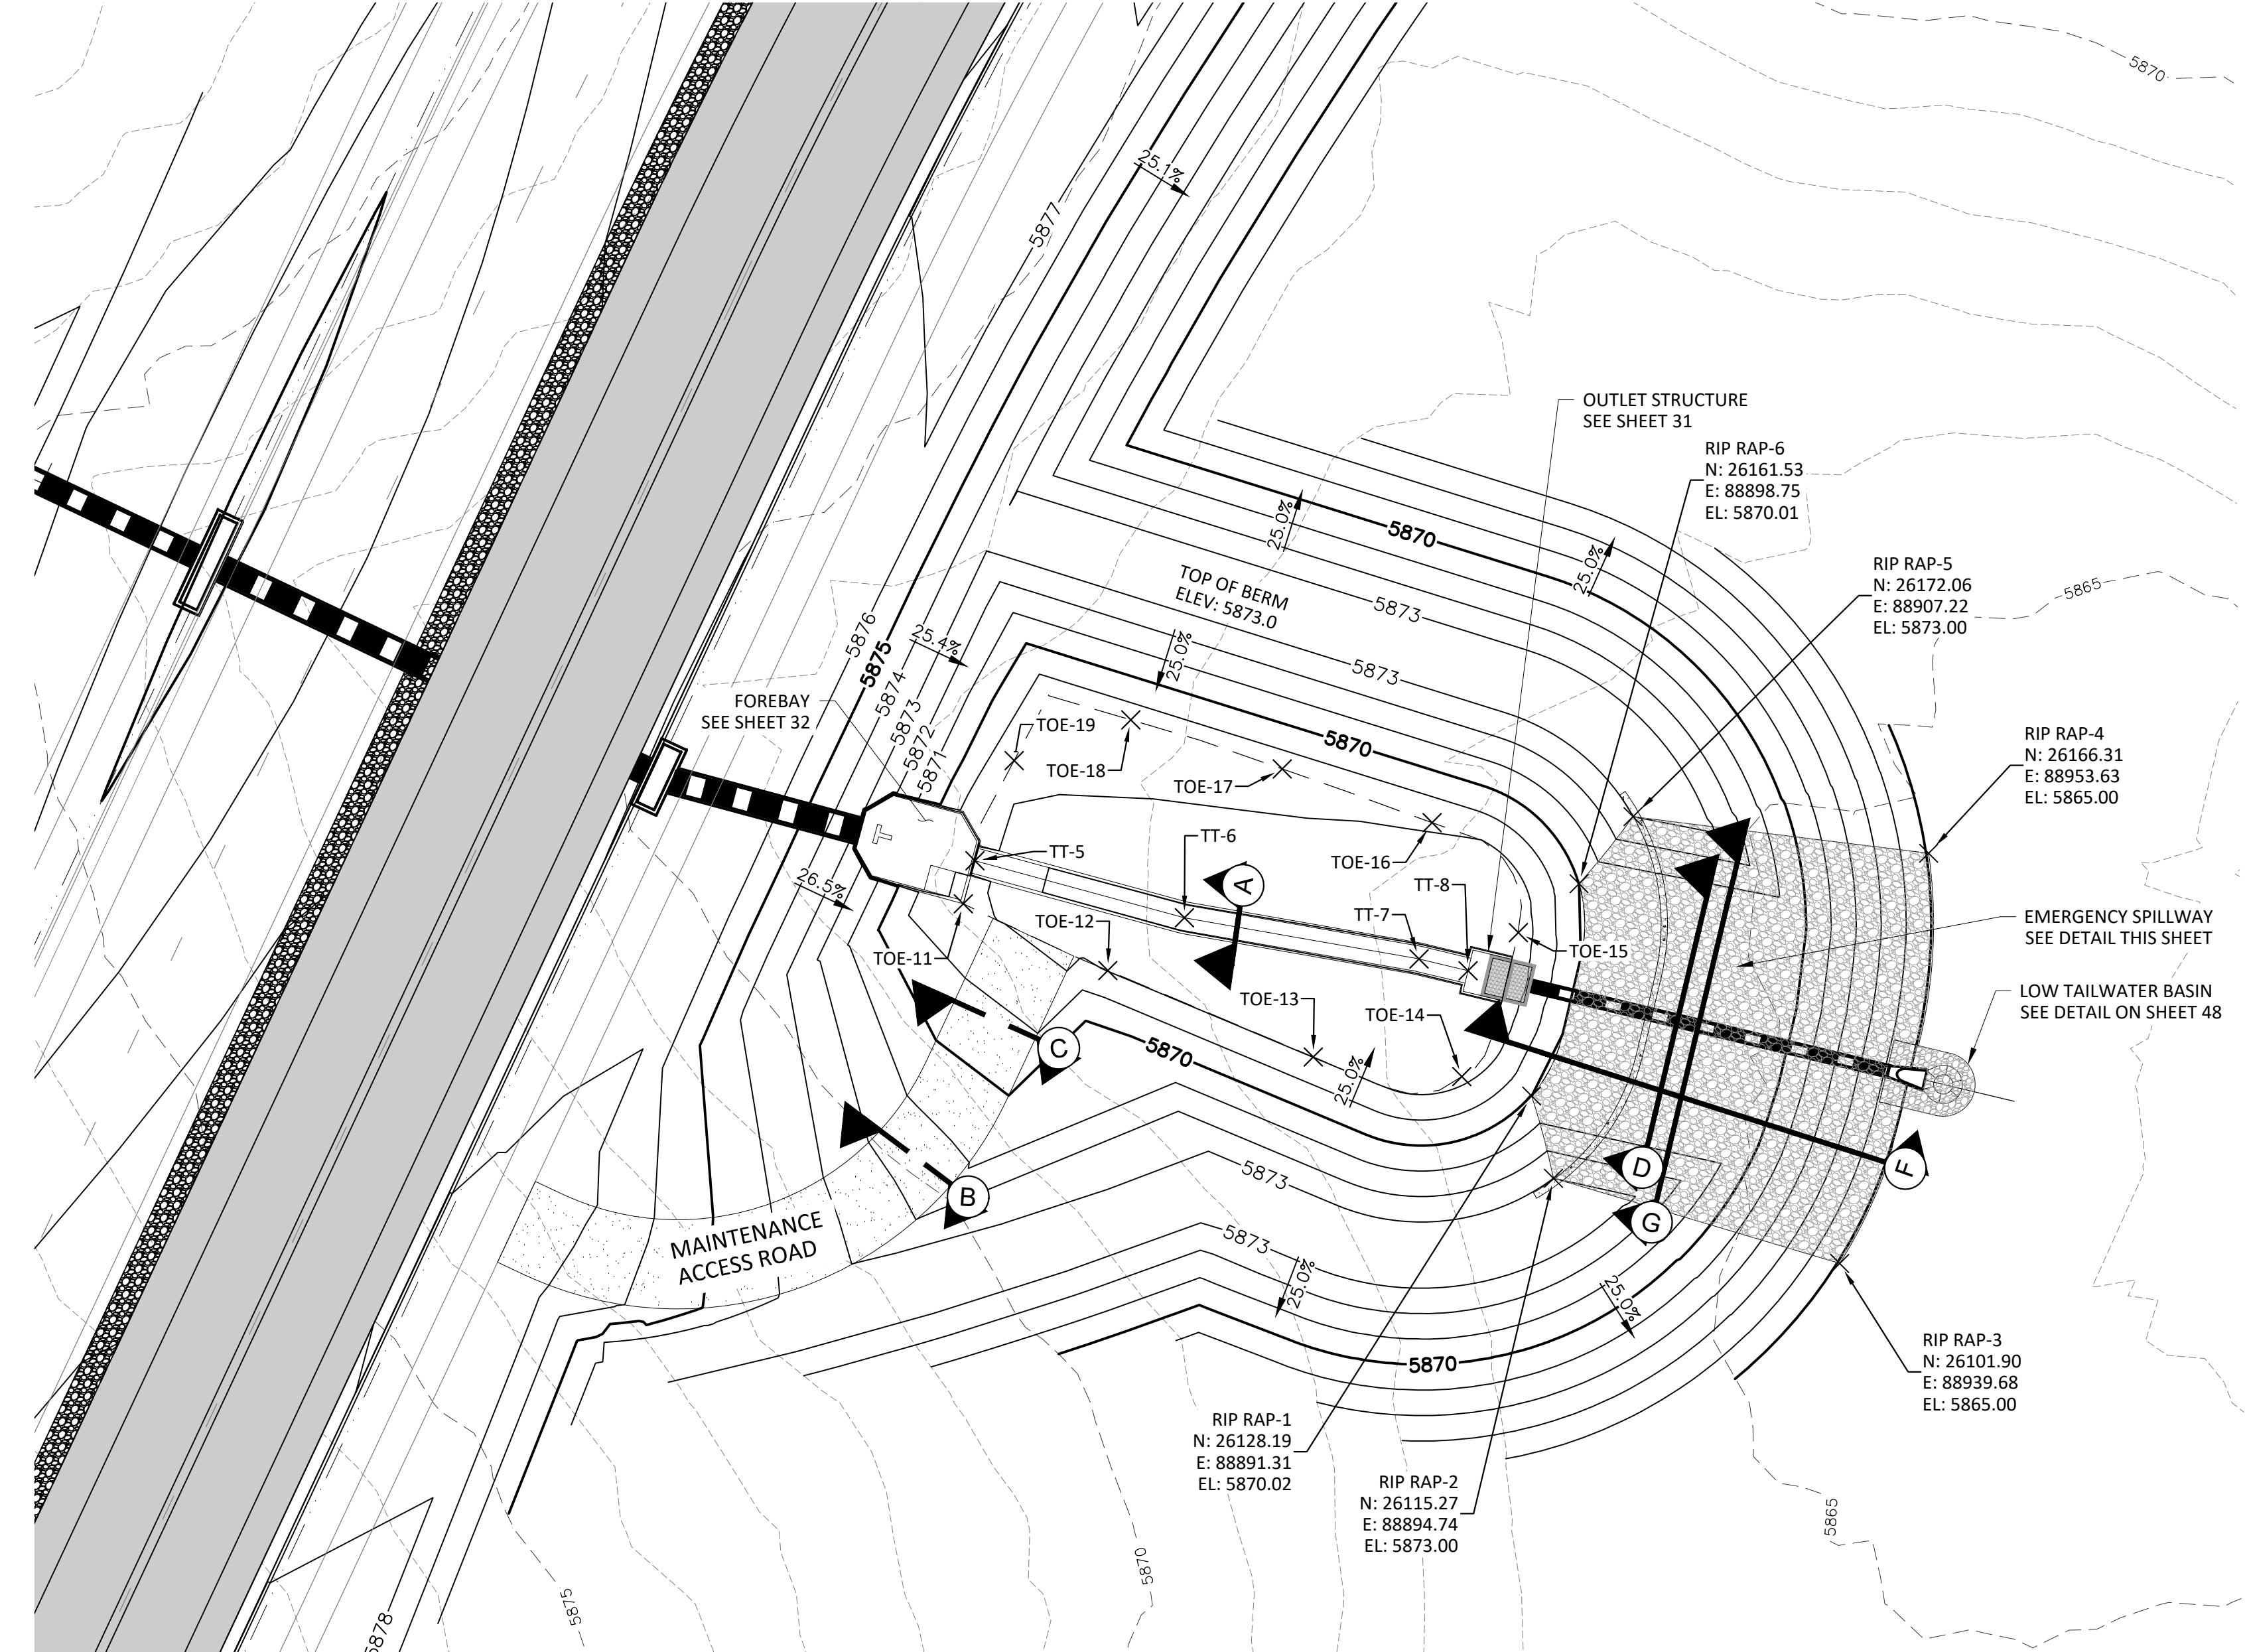 5870
25.1%
5877
OUTLET STRUCTURE
SEE SHEET 31
RIP RAP-6
N: 26161.53
E: 88898.75
EL: 5870.01
25.0%
5870
25.0%
RIP RAP-5
N: 26172.06
E: 88907.22
EL: 5873.00
5865
TOP OF BERM
ELEV: 5873.0
5873
5876
5875
25.4%
25.0%
5873
5874
5873
5872
5871
FOREBAY
SEE SHEET 32
TOE-19
TOE-18
TOE-17
5870
RIP RAP-4
N: 26166.31
E: 88953.63
EL: 5865.00
TT-5
TT-6
TOE-16
TT-8
A
26.5%
TOE-12
TT-7
TOE-11
TOE-15
EMERGENCY SPILLWAY
SEE DETAIL THIS SHEET
TOE-13
TOE-14
LOW TAILWATER BASIN
SEE DETAIL ON SHEET 48
C
5870
25.0%
5873
D
F
B
G
MAINTENANCE
ACCESS ROAD
5873
25.0%
25.0%
5870
RIP RAP-3
N: 26101.90
E: 88939.68
EL: 5865.00
RIP RAP-1
N: 26128.19
E: 88891.31
EL: 5870.02
RIP RAP-2
N: 26115.27
E: 88894.74
EL: 5873.00
5865
5870
5875
5878